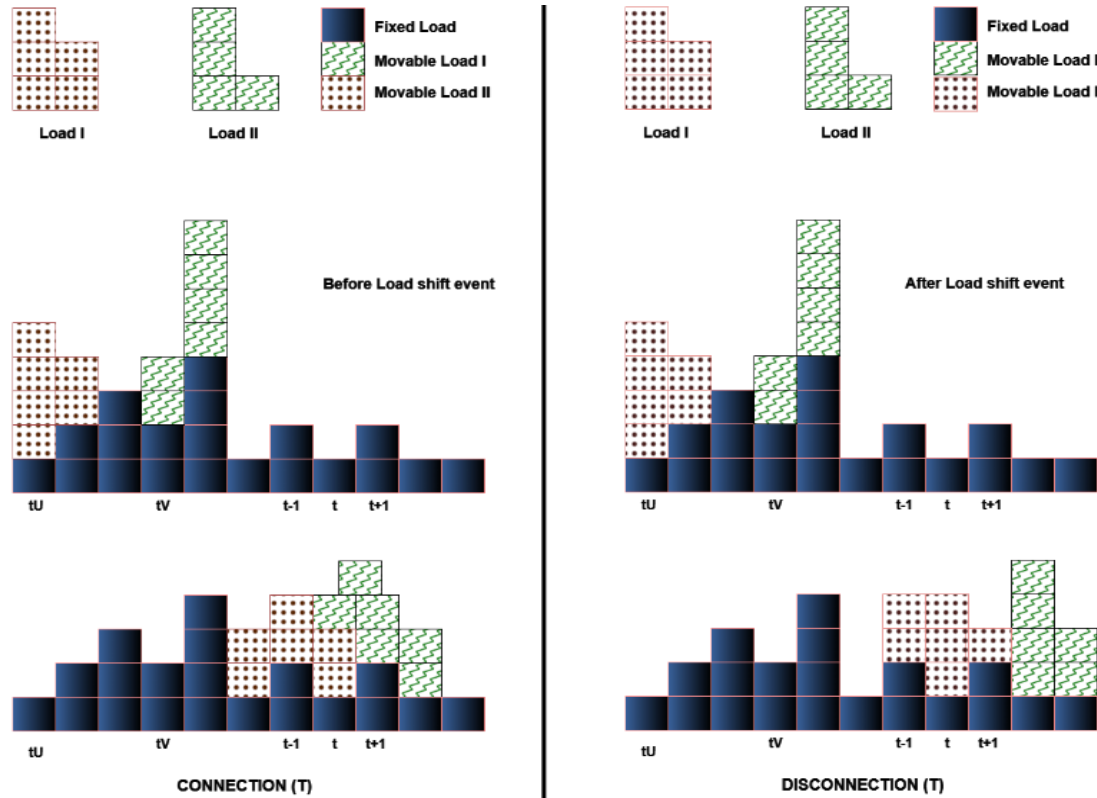 Fixed Load
Movable Load I
Movable Load II
Load I
Load II
Before Load shift event
tU
tV
t-1
t
t+1
tU
tV
t-1
t
t+1
CONNECTION (T)
Fixed Load
Movable Load I
Movable Load I
Load I
Load II
After Load shift event
tU
tV
t-1
t
t+1
tU
tV
t-1
t
t+1
DISCONNECTION (T)